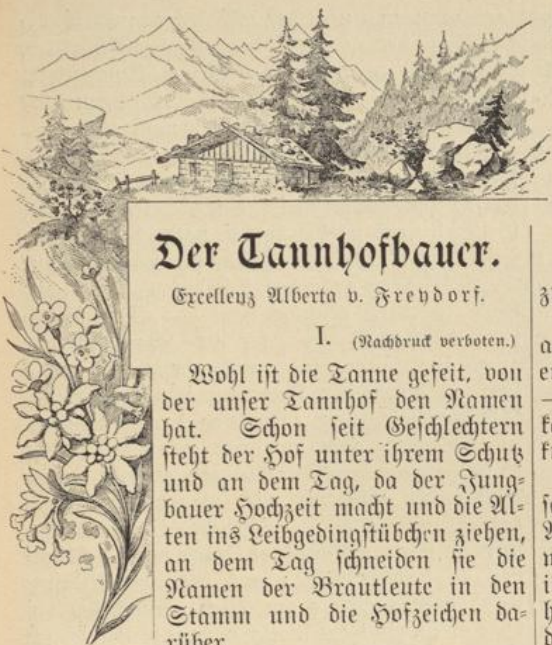 Der Tannhofbauer.
Excellenz Alberta v. Freydorf.
I. (Nachdruck verboten.)
Wohl ist die Tanne gefeit, von
der unser Tannhof den Namen
hat. Schon seit Geschlechtern
steht der Hof unter ihrem Schutz
und an dem Tag, da der Jung-
bauer Hochzeit macht und die Al-
ten ins Leibgedingstübchen ziehen,
an dem Tag schneiden sie die
Namen der Brautleute in den
Stamm und die Hofzeichen da-
rüber